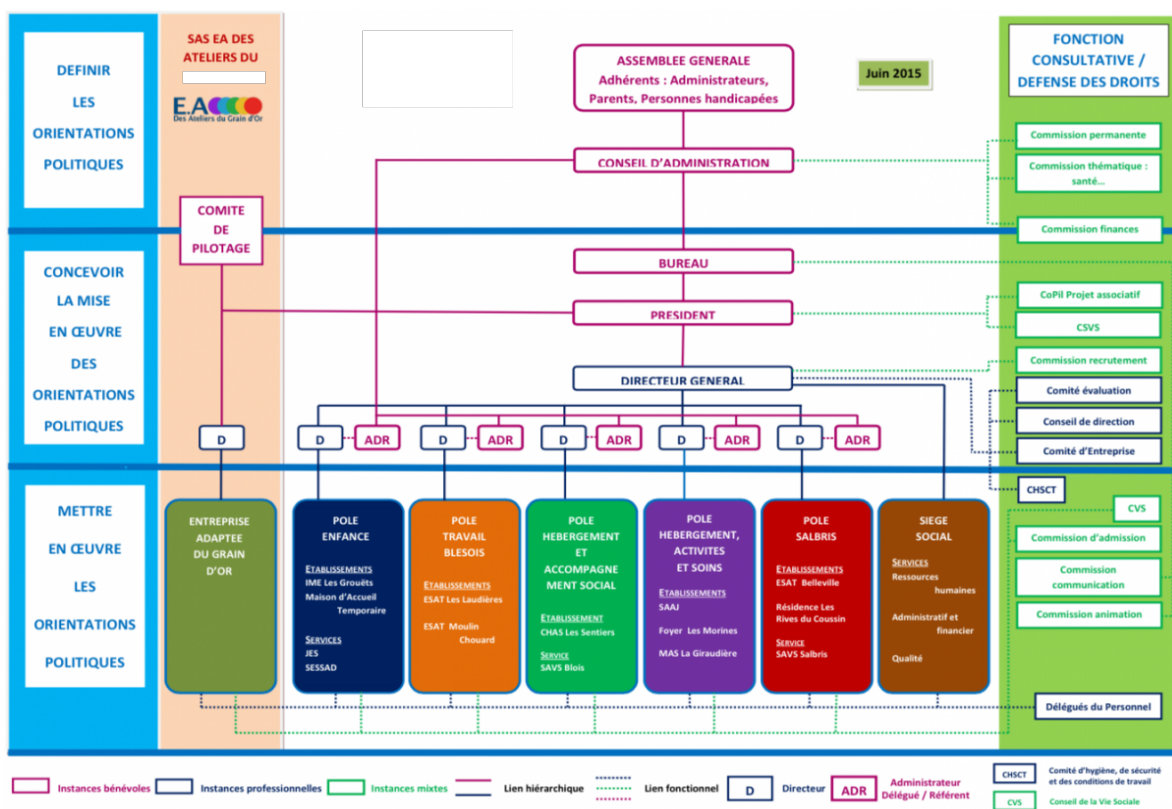 DEFINIR
LES
ORIENTATIONS
POLITIQUES
SAS EA DES
ATELIERS DU
E.A
Des Ateliers du Grain d'Or
ASSEMBLEE GENERALE
Adhérents : Administrateurs,
Parents, Personnes handicapées
Juin 2015
FONCTION
CONSULTATIVE /
DEFENSE DES DROITS
CONSEIL D'ADMINISTRATION
Commission permanente
Commission thématique :
santé...
Commission finances
COMITE
DE
PILOTAGE
CONCEVOIR
LA MISE
EN ŒUVRE
DES
ORIENTATIONS
POLITIQUES
BUREAU
PRESIDENT
DIRECTEUR GENERAL
CoPil Projet associatif
CSVS
Commission recrutement
Comité évaluation
Conseil de direction
Comité d'Entreprise
D
D
ADR
D
ADR
D
ADR
D
ADR
D
ADR
METTRE
EN ŒUVRE
LES
ORIENTATIONS
POLITIQUES
ENTREPRISE
ADAPTEE
DU GRAIN
D'OR
POLE
ENFANCE
ETABLISSEMENTS
IME Les Grouëts
Maison d'Accueil
Temporaire
SERVICES
JES
SESSAD
POLE
TRAVAIL
BLESOIS
ETABLISSEMENTS
ESAT Les Laudières
ESAT Moulin
Chouard
POLE
HEBERGEMENT
ET
ACCOMPAGNE
MENT SOCIAL
ETABLISSEMENT
CHAS Les Sentiers
SERVICE
SAVS Blois
POLE
HEBERGEMENT,
ACTIVITES
ET SOINS
ETABLISSEMENTS
SAAJ
Foyer Les Morines
MAS La Giraudière
POLE
SALBRIS
ETABLISSEMENTS
ESAT Belleville
Résidence Les
Rives du Coussin
SERVICE
SAVS Salbris
SIEGE
SOCIAL
SERVICES
Ressources
humaines
Administratif et
financier
Qualité
CHSCT
CVS
Commission d'admission
Commission
communication
Commission animation
Délégués du Personnel
Instances bénévoles
Instances professionnelles
Instances mixtes
Lien hiérarchique
Lien fonctionnel
D
Directeur
ADR
Administrateur
Délégué / Référent
CHSCT
Comité d'hygiène, de sécurité
et des conditions de travail
CVS
Conseil de la Vie Sociale